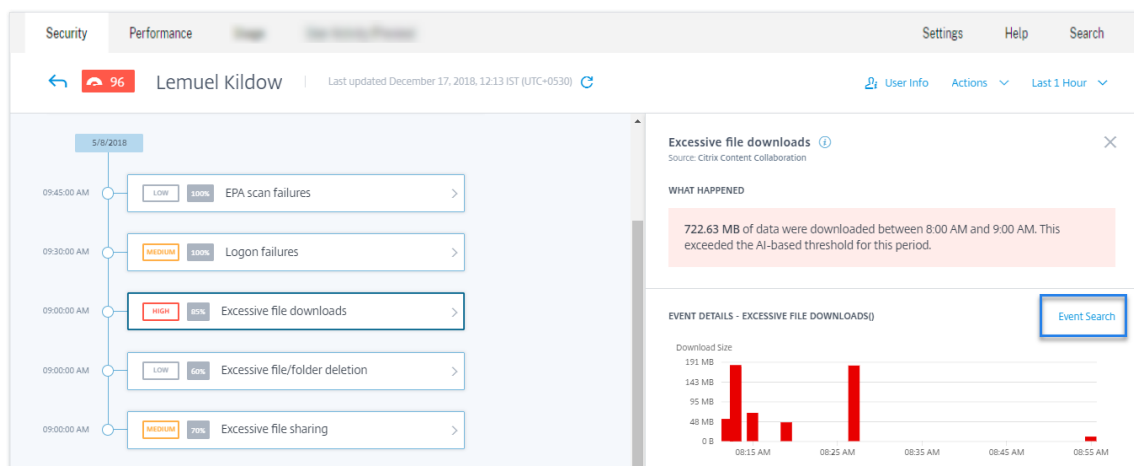 Security Performance Settings Help Search
96 Lemuel Kildow Last updated December 17, 2018, 12:13 IST (UTC+0530) User Info Actions Last 1 Hour
5/8/2018
09:45:00 AM LOW 100% EPA scan failures
09:30:00 AM MEDIUM 100% Logon failures
09:00:00 AM HIGH 85% Excessive file downloads
09:00:00 AM LOW 60% Excessive file/folder deletion
09:00:00 AM MEDIUM 70% Excessive file sharing
Excessive file downloads
Source: Citrix Content Collaboration
WHAT HAPPENED
722.63 MB of data were downloaded between 8:00 AM and 9:00 AM. This
exceeded the AI-based threshold for this period.
EVENT DETAILS - EXCESSIVE FILE DOWNLOADS() Event Search
Download Size
191 MB
143 MB
95 MB
48 MB
0 B
08:15 AM 08:25 AM 08:35 AM 08:45 AM 08:55 AM